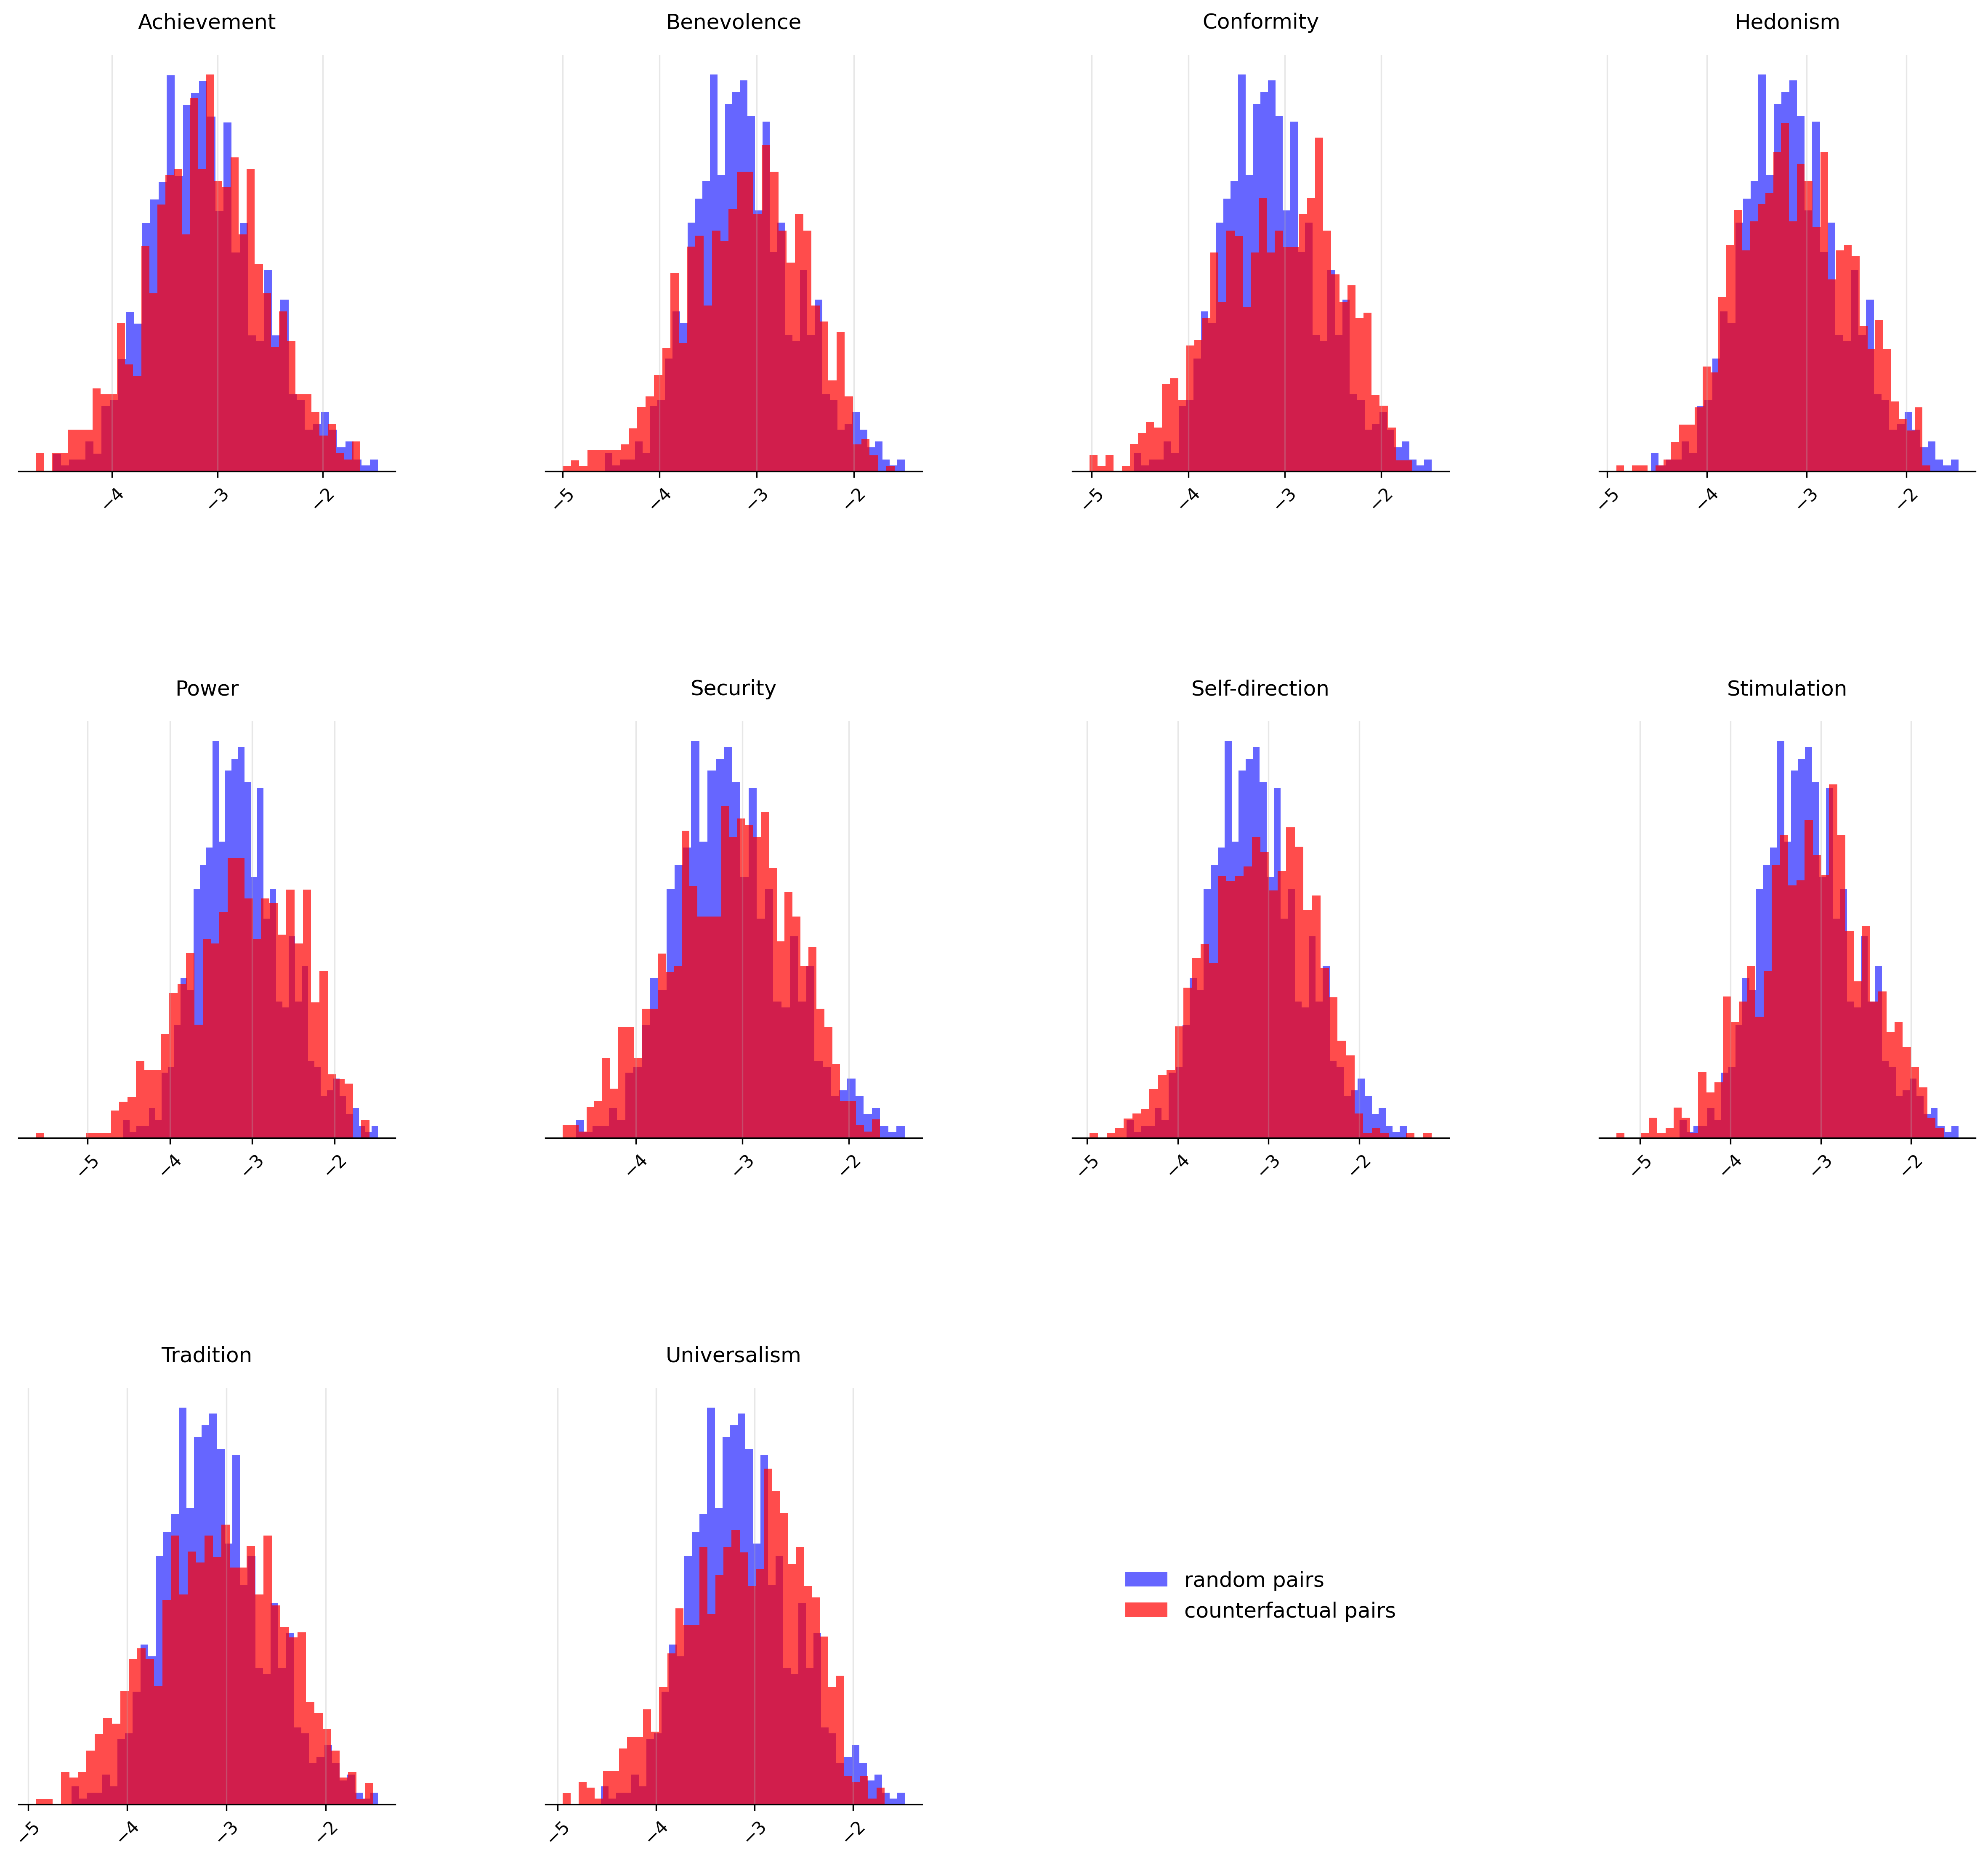 Achievement
Benevolence
Conformity
Hedonism
−4 −3 −2
−5 −4 −3 −2
−5 −4 −3 −2
−5 −4 −3 −2
Power
Security
Self-direction
Stimulation
−5 −4 −3 −2
−4 −3 −2
−5 −4 −3 −2
−5 −4 −3 −2
Tradition
Universalism
random pairs
counterfactual pairs
−5 −4 −3 −2
−5 −4 −3 −2